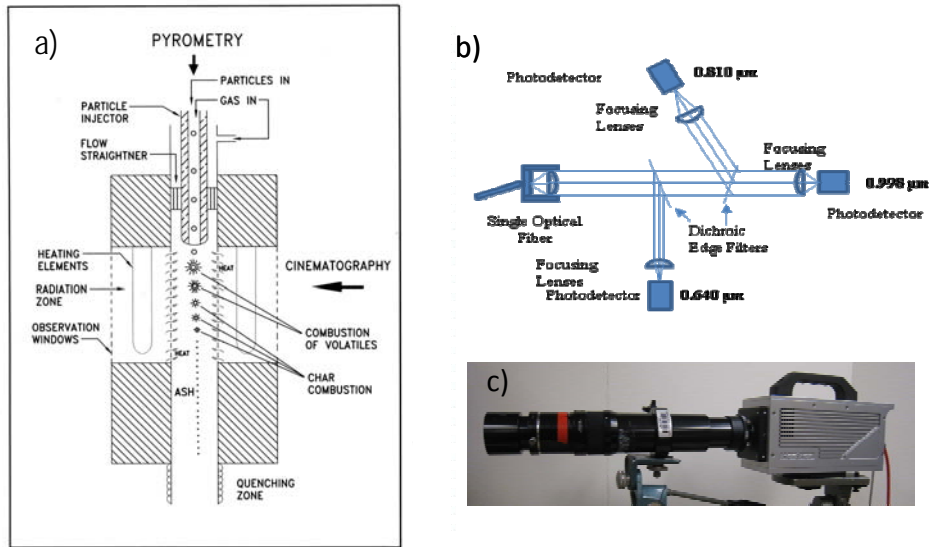 a)
PYROMETRY
PARTICLES IN
GAS IN
PARTICLE
INJECTOR
FLOW
STRAIGHTNER
HEATING
ELEMENTS
RADIATION
ZONE
OBSERVATION
WINDOWS
HEAT
HEAT
CINEMATOGRAPHY
COMBUSTION
OF VOLATILES
CHAR
COMBUSTION
ASH
QUENCHING
ZONE
b)
Photodetector
0.810 µm
Focusing
Lenses
Focusing
Lenses
0.998 µm
Photodetector
Single Optical
Fiber
Dichroic
Edge Filters
Focusing
Lenses
Photodetector
0.640 µm
c)